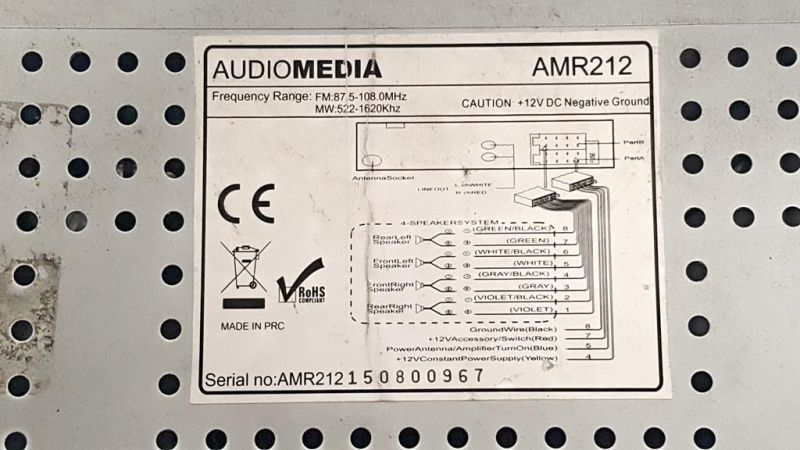 AUDIOMEDIA AMR212
Frequency Range: FM:87.5-108.0MHz
MW:522-1620Khz
CAUTION: +12V DC Negative Ground
PartB
PartA
FUSE
AntennaSocket
LINEOUT
WHITE
RED
CE
RoHS
COMPLIANT
MADE IN PRC
4-SPEAKERSYSTEM
RearLeft
Speaker
(GREEN/BLACK) 8
(GREEN) 7
FrontLeft
Speaker
(WHITE/BLACK) 6
(WHITE) 5
FrontRight
Speaker
(GRAY/BLACK) 4
(GRAY) 3
RearRight
Speaker
(VIOLET/BLACK) 2
(VIOLET) 1
GroundWire(Black) 8
+12VAccessory/Switch(Red) 7
PowerAntenna/AmplifierTurnOn(Blue) 5
+12VConstantPowerSupply(Yellow) 4
Serial no:AMR212150800967